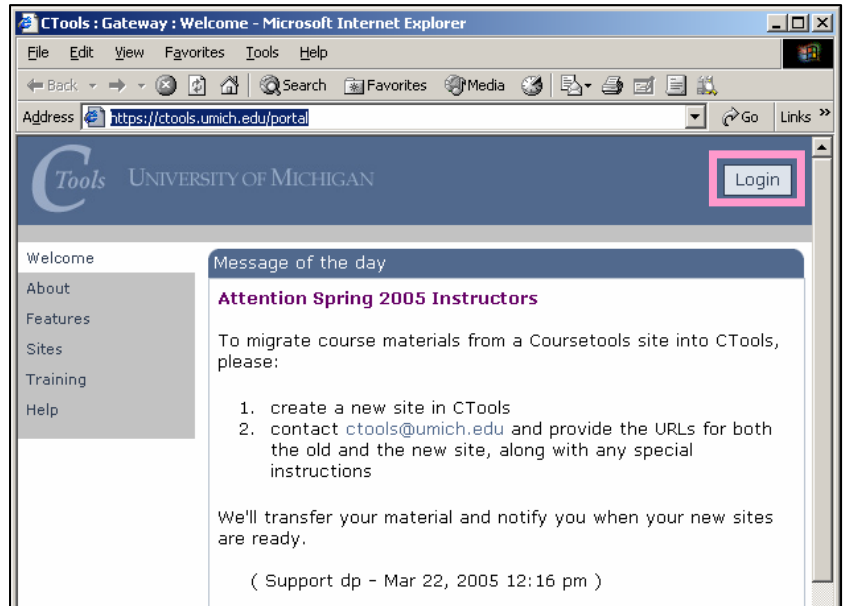 CTools : Gateway : Welcome - Microsoft Internet Explorer
File Edit View Favorites Tools Help
Back Search Favorites Media
Address https://ctools.umich.edu/portal Go Links »
CTools UNIVERSITY OF MICHIGAN Login
Welcome
About
Features
Sites
Training
Help
Message of the day
Attention Spring 2005 Instructors
To migrate course materials from a Coursetools site into CTools,
please:
1. create a new site in CTools
2. contact ctools@umich.edu and provide the URLs for both
the old and the new site, along with any special
instructions
We'll transfer your material and notify you when your new sites
are ready.
( Support dp - Mar 22, 2005 12:16 pm )